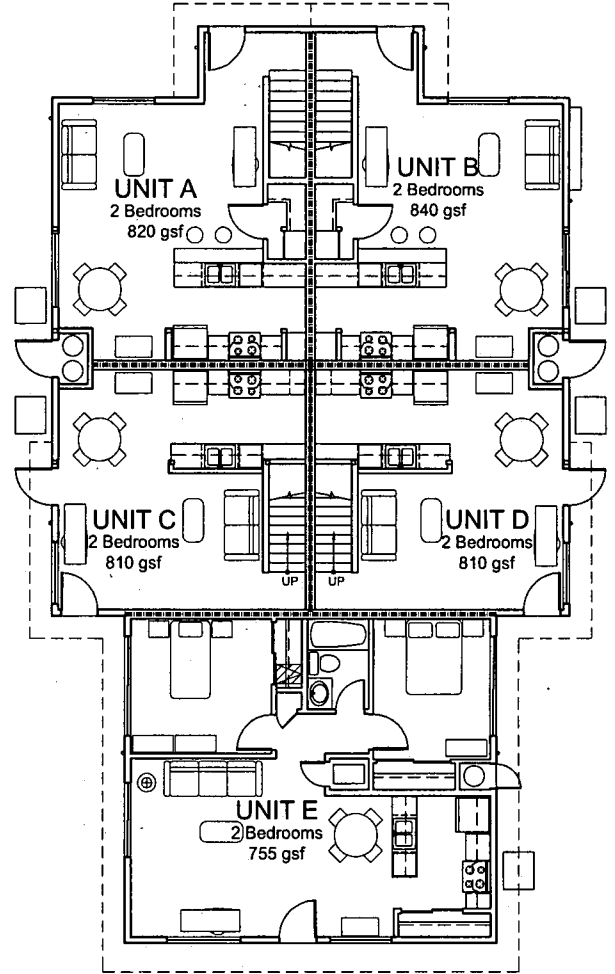 UNIT A
2 Bedrooms
820 gsf
UNIT B
2 Bedrooms
840 gsf
UNIT C
2 Bedrooms
810 gsf
UNIT D
2 Bedrooms
810 gsf
UP
UP
UNIT E
2 Bedrooms
755 gsf